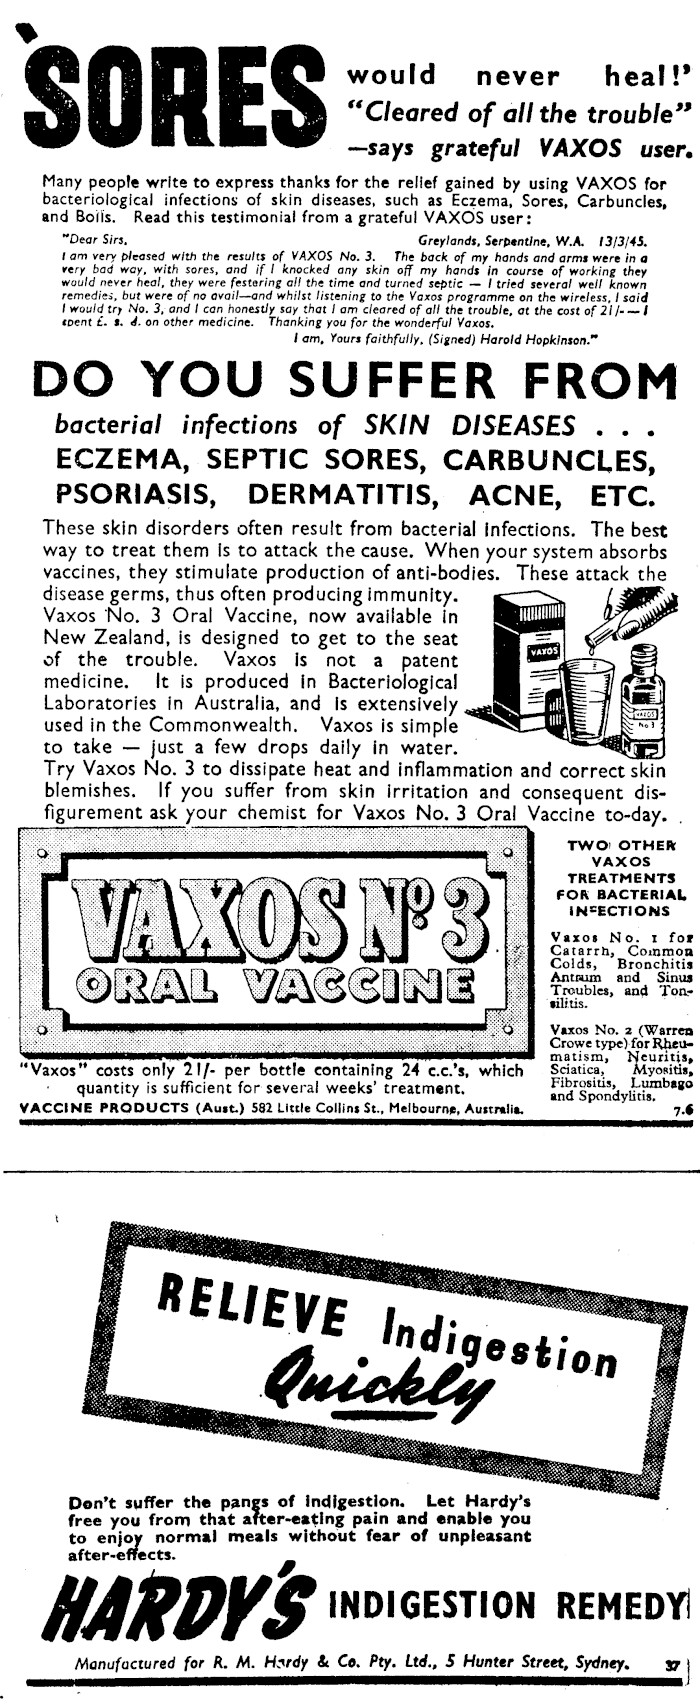 'SORES would never heal!'
"Cleared of all the trouble"
—says grateful VAXOS user.
Many people write to express thanks for the relief gained by using VAXOS for
bacteriological infections of skin diseases, such as Eczema, Sores, Carbuncles,
and Boils. Read this testimonial from a grateful VAXOS user:
"Dear Sirs, Greylands, Serpentine, W.A. 13/3/45.
I am very pleased with the results of VAXOS No. 3. The back of my hands and arms were in a
very bad way, with sores, and if I knocked any skin off my hands in course of working they
would never heal, they were festering all the time and turned septic — I tried several well known
remedies, but were of no avail—and whilst listening to the Vaxos programme on the wireless, I said
I would try No. 3, and I can honestly say that I am cleared of all the trouble, at the cost of 21/- — I
spent £. s. d. on other medicine. Thanking you for the wonderful Vaxos.
I am, Yours faithfully, (Signed) Harold Hopkinson."
DO YOU SUFFER FROM
bacterial infections of SKIN DISEASES . . .
ECZEMA, SEPTIC SORES, CARBUNCLES,
PSORIASIS, DERMATITIS, ACNE, ETC.
These skin disorders often result from bacterial infections. The best
way to treat them is to attack the cause. When your system absorbs
vaccines, they stimulate production of anti-bodies. These attack the
disease germs, thus often producing immunity.
Vaxos No. 3 Oral Vaccine, now available in
New Zealand, is designed to get to the seat
of the trouble. Vaxos is not a patent
medicine. It is produced in Bacteriological
Laboratories in Australia, and is extensively
used in the Commonwealth. Vaxos is simple
to take — just a few drops daily in water.
VAXOS
VAXOS
No 3
Try Vaxos No. 3 to dissipate heat and inflammation and correct skin
blemishes. If you suffer from skin irritation and consequent dis-
figurement ask your chemist for Vaxos No. 3 Oral Vaccine to-day.
VAXOS No. 3
ORAL VACCINE
"Vaxos" costs only 21/- per bottle containing 24 c.c.'s, which
quantity is sufficient for several weeks' treatment.
VACCINE PRODUCTS (Aust.) 582 Little Collins St., Melbourne, Australia.
TWO OTHER
VAXOS
TREATMENTS
FOR BACTERIAL
INFECTIONS
Vaxos No. 1 for
Catarrh, Common
Colds, Bronchitis
Antrum and Sinus
Troubles, and Ton-
silitis.
Vaxos No. 2 (Warren
Crowe type) for Rheu-
matism, Neuritis,
Sciatica, Myositis,
Fibrositis, Lumbago
and Spondylitis.
7.6
RELIEVE Indigestion
Quickly
Don't suffer the pangs of indigestion. Let Hardy's
free you from that after-eating pain and enable you
to enjoy normal meals without fear of unpleasant
after-effects.
HARDY'S INDIGESTION REMEDY
Manufactured for R. M. Hardy & Co. Pty. Ltd., 5 Hunter Street, Sydney. 37